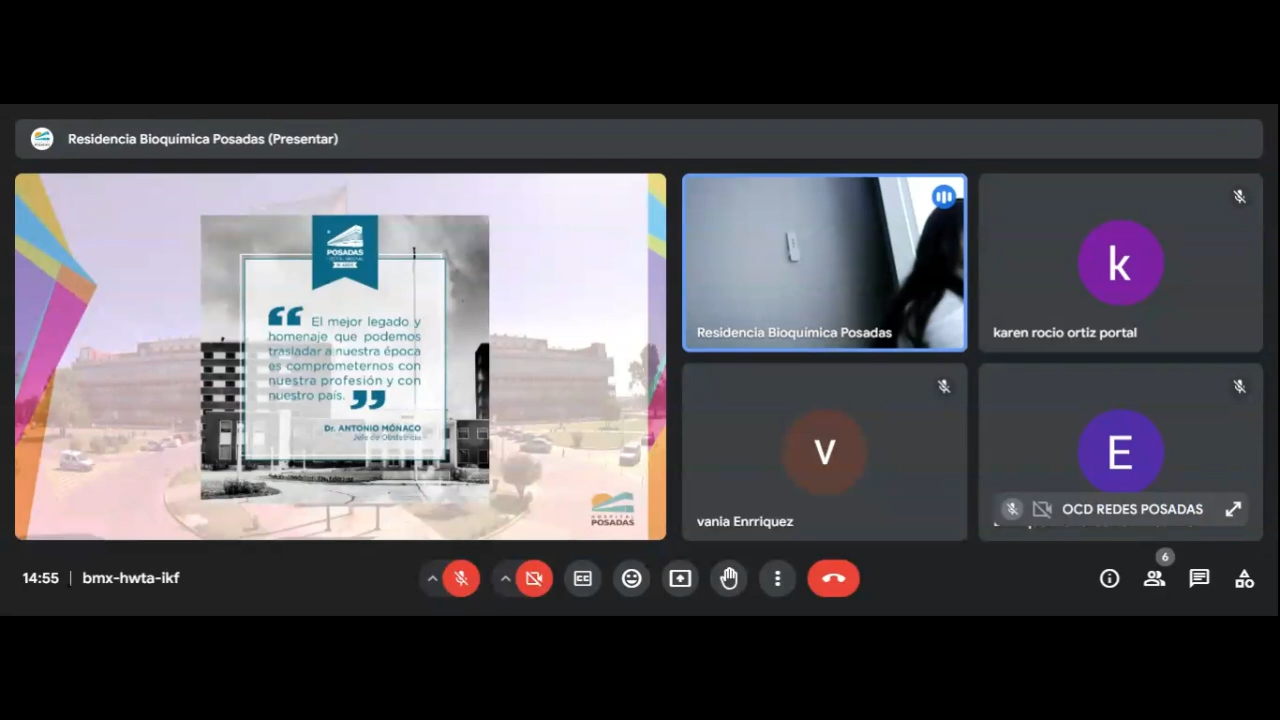 Residencia Bioquímica Posadas (Presentar)
POSADAS
El mejor legado y
homenaje que podemos
trasladar a nuestra época
es comprometernos con
nuestra profesión y con
nuestro país.
Dr. ANTONIO MÓNACO
Jefe de Obstetricia
HOSPITAL
POSADAS
Residencia Bioquímica Posadas
k
karen rocio ortiz portal
v
vania Enrriquez
E
OCD REDES POSADAS
14:55 | bmx-hwta-ikf
6